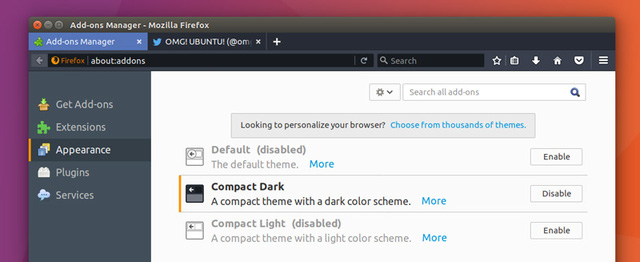 Add-ons Manager - Mozilla Firefox
Add-ons Manager
OMG! UBUNTU! (@om
Firefox about:addons
Search
Get Add-ons
Extensions
Appearance
Plugins
Services
Search all add-ons
Looking to personalize your browser? Choose from thousands of themes.
Default (disabled)
The default theme. More
Enable
Compact Dark
A compact theme with a dark color scheme. More
Disable
Compact Light (disabled)
A compact theme with a light color scheme. More
Enable